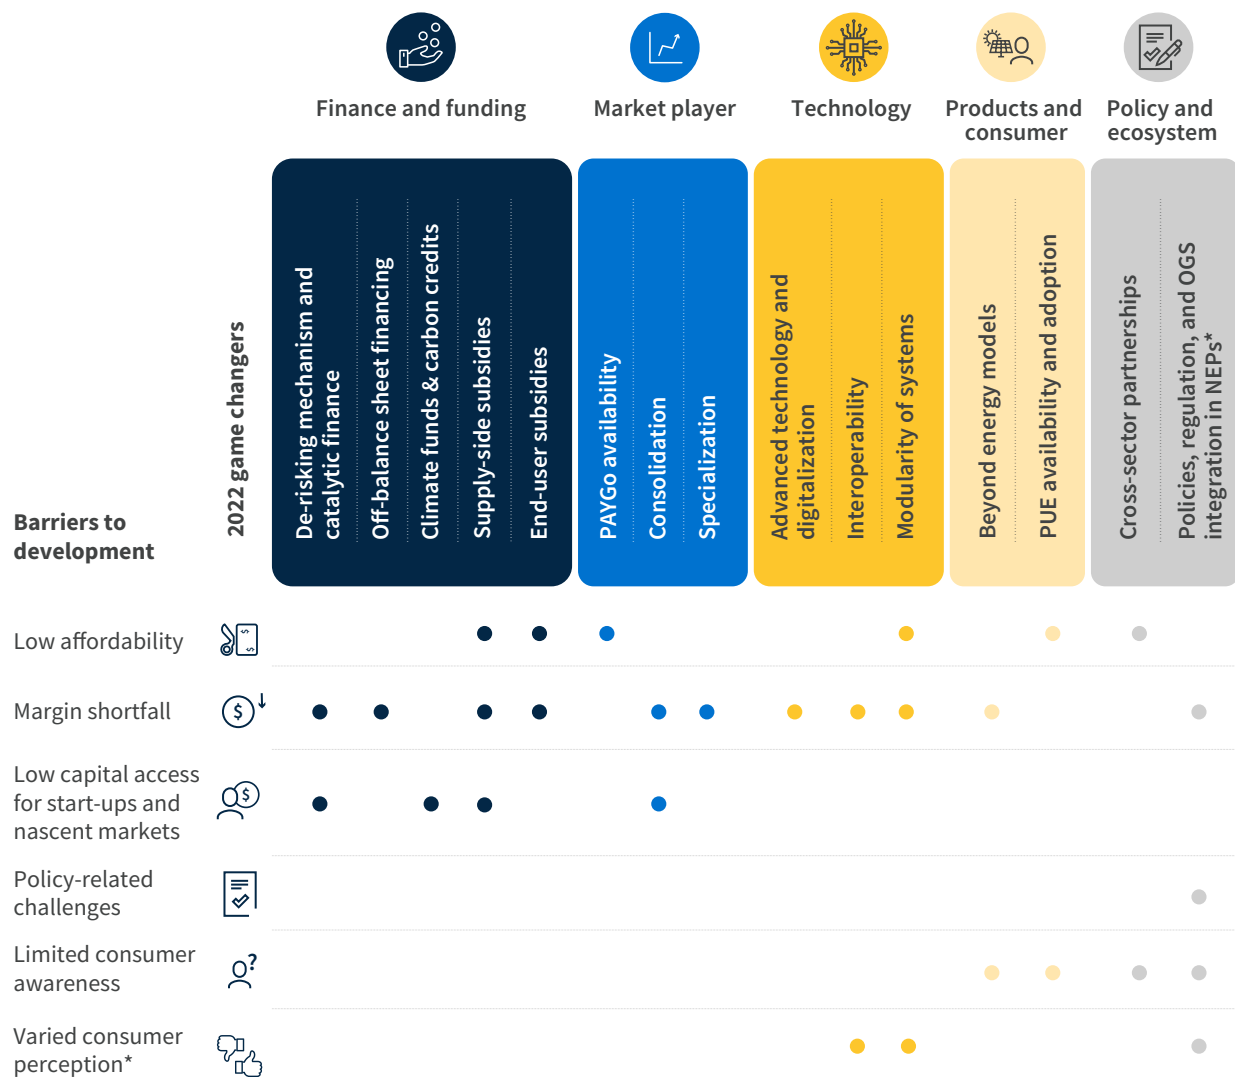 Finance and funding
Market player
Technology
Products and
consumer
Policy and
ecosystem
2022 game changers
De-risking mechanism and
catalytic finance
Off-balance sheet financing
Climate funds & carbon credits
Supply-side subsidies
End-user subsidies
PAYGo availability
Consolidation
Specialization
Advanced technology and
digitalization
Interoperability
Modularity of systems
Beyond energy models
PUE availability and adoption
Cross-sector partnerships
Policies, regulation, and OGS
integration in NEPs*
Barriers to
development
Low affordability
$
$
Margin shortfall
$
Low capital access
for start-ups and
nascent markets
$
Policy-related
challenges
Limited consumer
awareness
?
Varied consumer
perception*